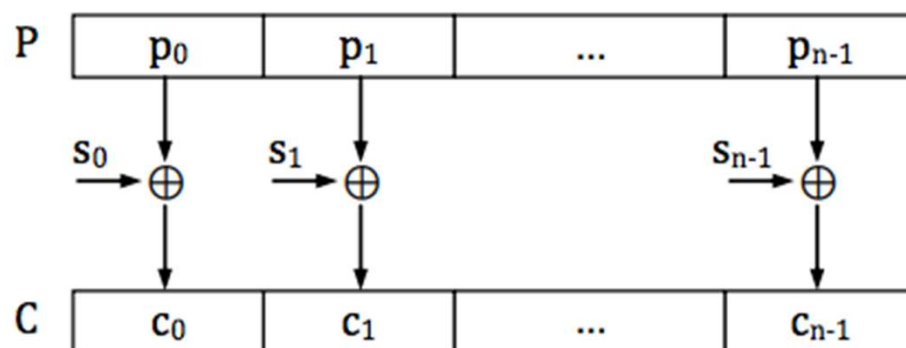 P p₀ p₁ ... pₙ₋₁
s₀ s₁ sₙ₋₁
C c₀ c₁ ... cₙ₋₁